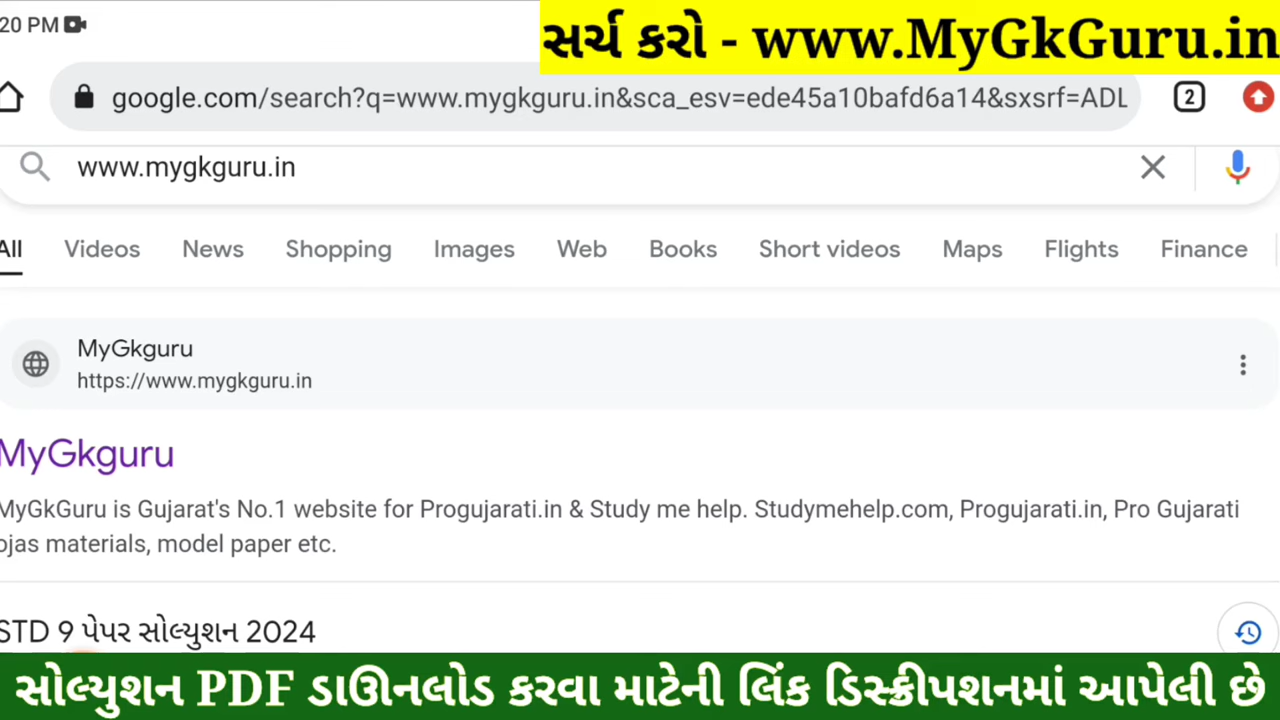 20 PM
સર્ચ કરો - www.MyGkGuru.in
google.com/search?q=www.mygkguru.in&sca_esv=ede45a10bafd6a14&sxsrf=ADL
2
www.mygkguru.in
All Videos News Shopping Images Web Books Short videos Maps Flights Finance
MyGkguru
https://www.mygkguru.in
MyGkguru
MyGkGuru is Gujarat's No.1 website for Progujarati.in & Study me help. Studymehelp.com, Progujarati.in, Pro Gujarati
ojas materials, model paper etc.
STD 9 પેપર સોલ્યુશન 2024
સોલ્યુશન PDF ડાઊનલોડ કરવા માટેની લિંક ડિસ્ક્રીપશનમાં આપેલી છે